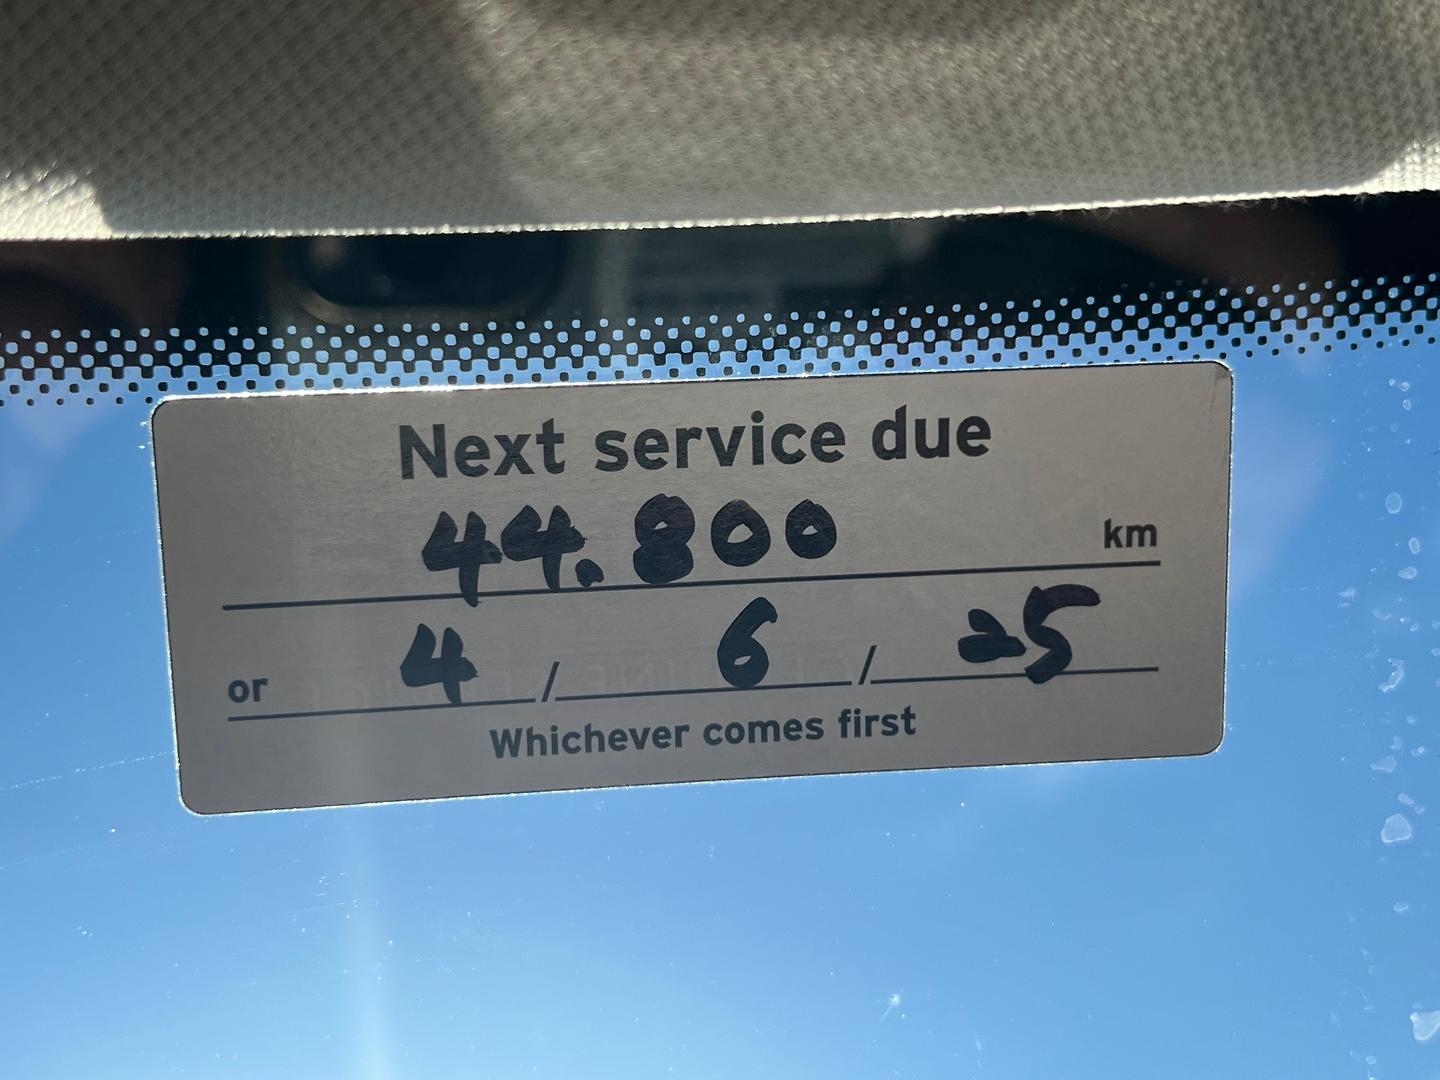 Next service due
44.800 km
or 4 / 6 / 25
Whichever comes first